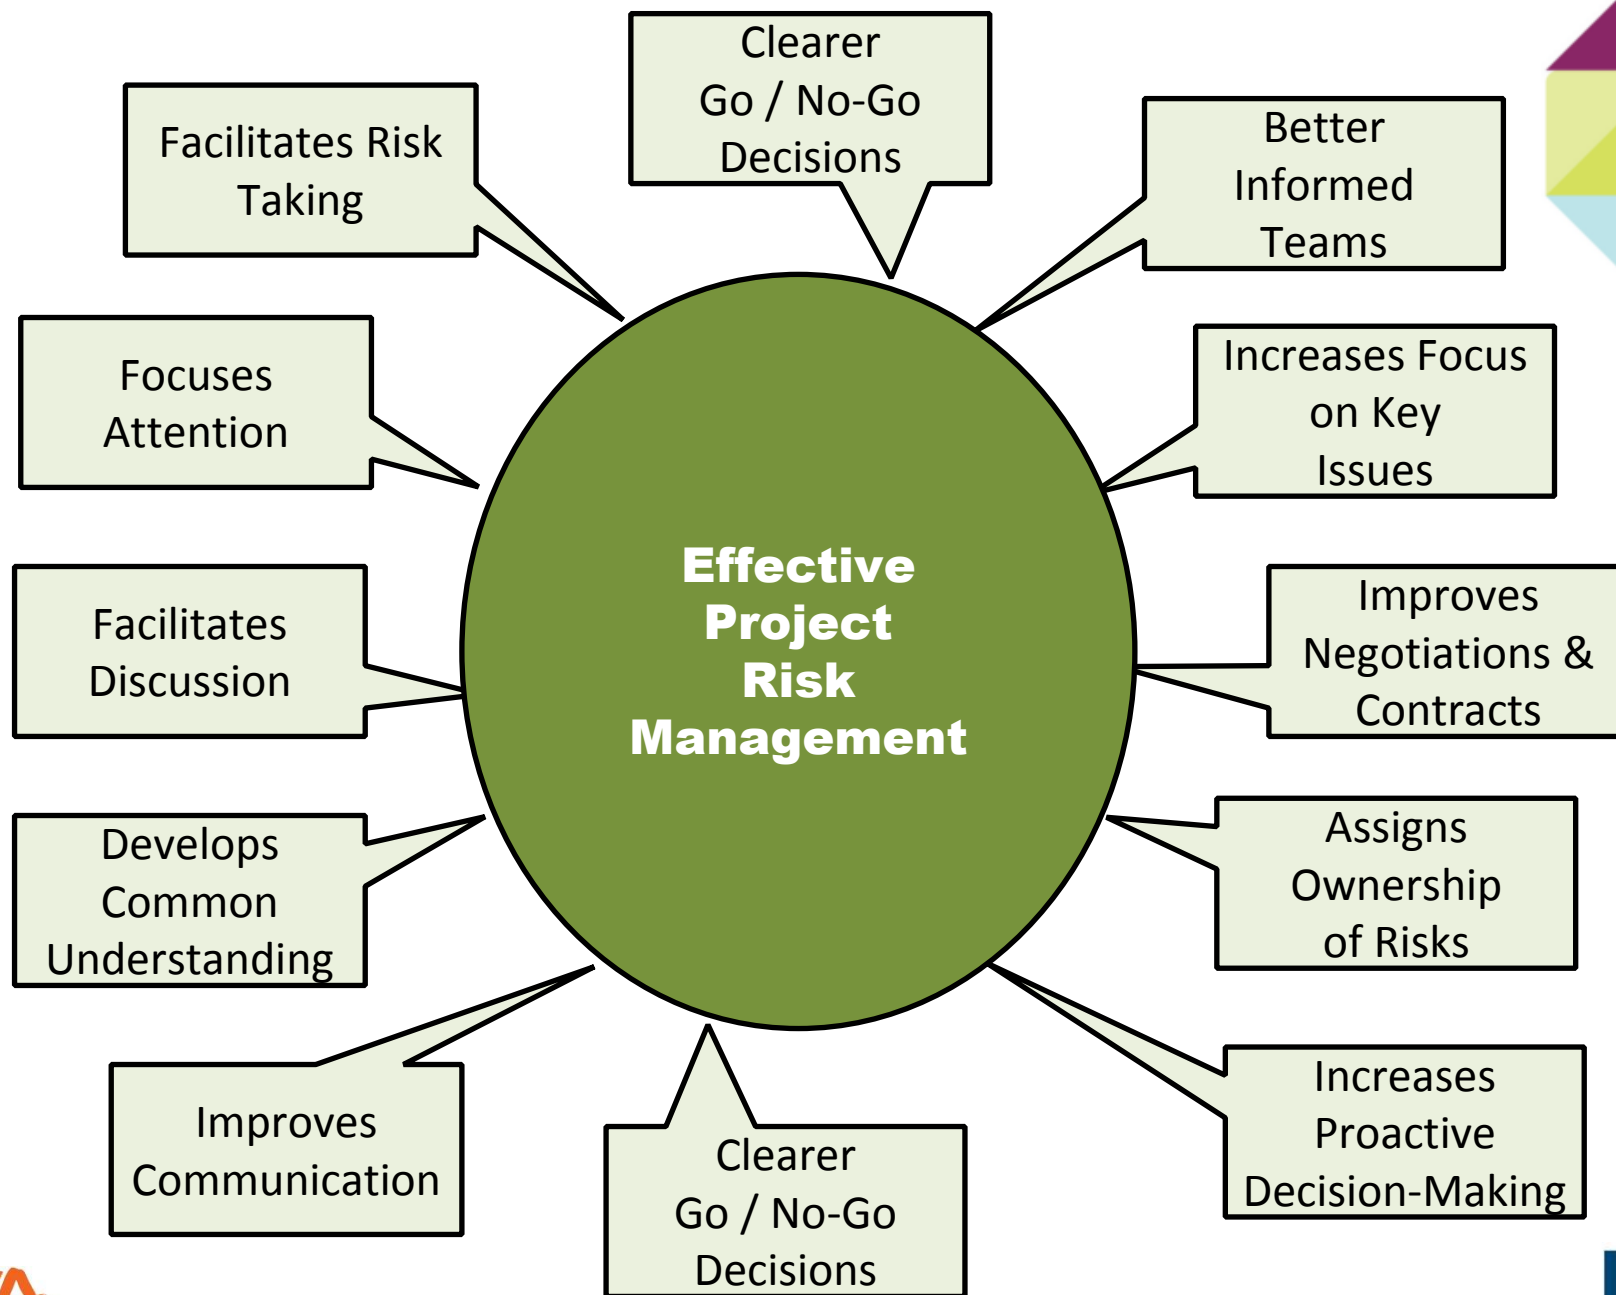 Clearer
Go / No-Go
Decisions
Facilitates Risk
Taking
Better
Informed
Teams
Focuses
Attention
Increases Focus
on Key
Issues
Effective
Project
Risk
Management
Facilitates
Discussion
Improves
Negotiations &
Contracts
Develops
Common
Understanding
Assigns
Ownership
of Risks
Improves
Communication
Clearer
Go / No-Go
Decisions
Increases
Proactive
Decision-Making